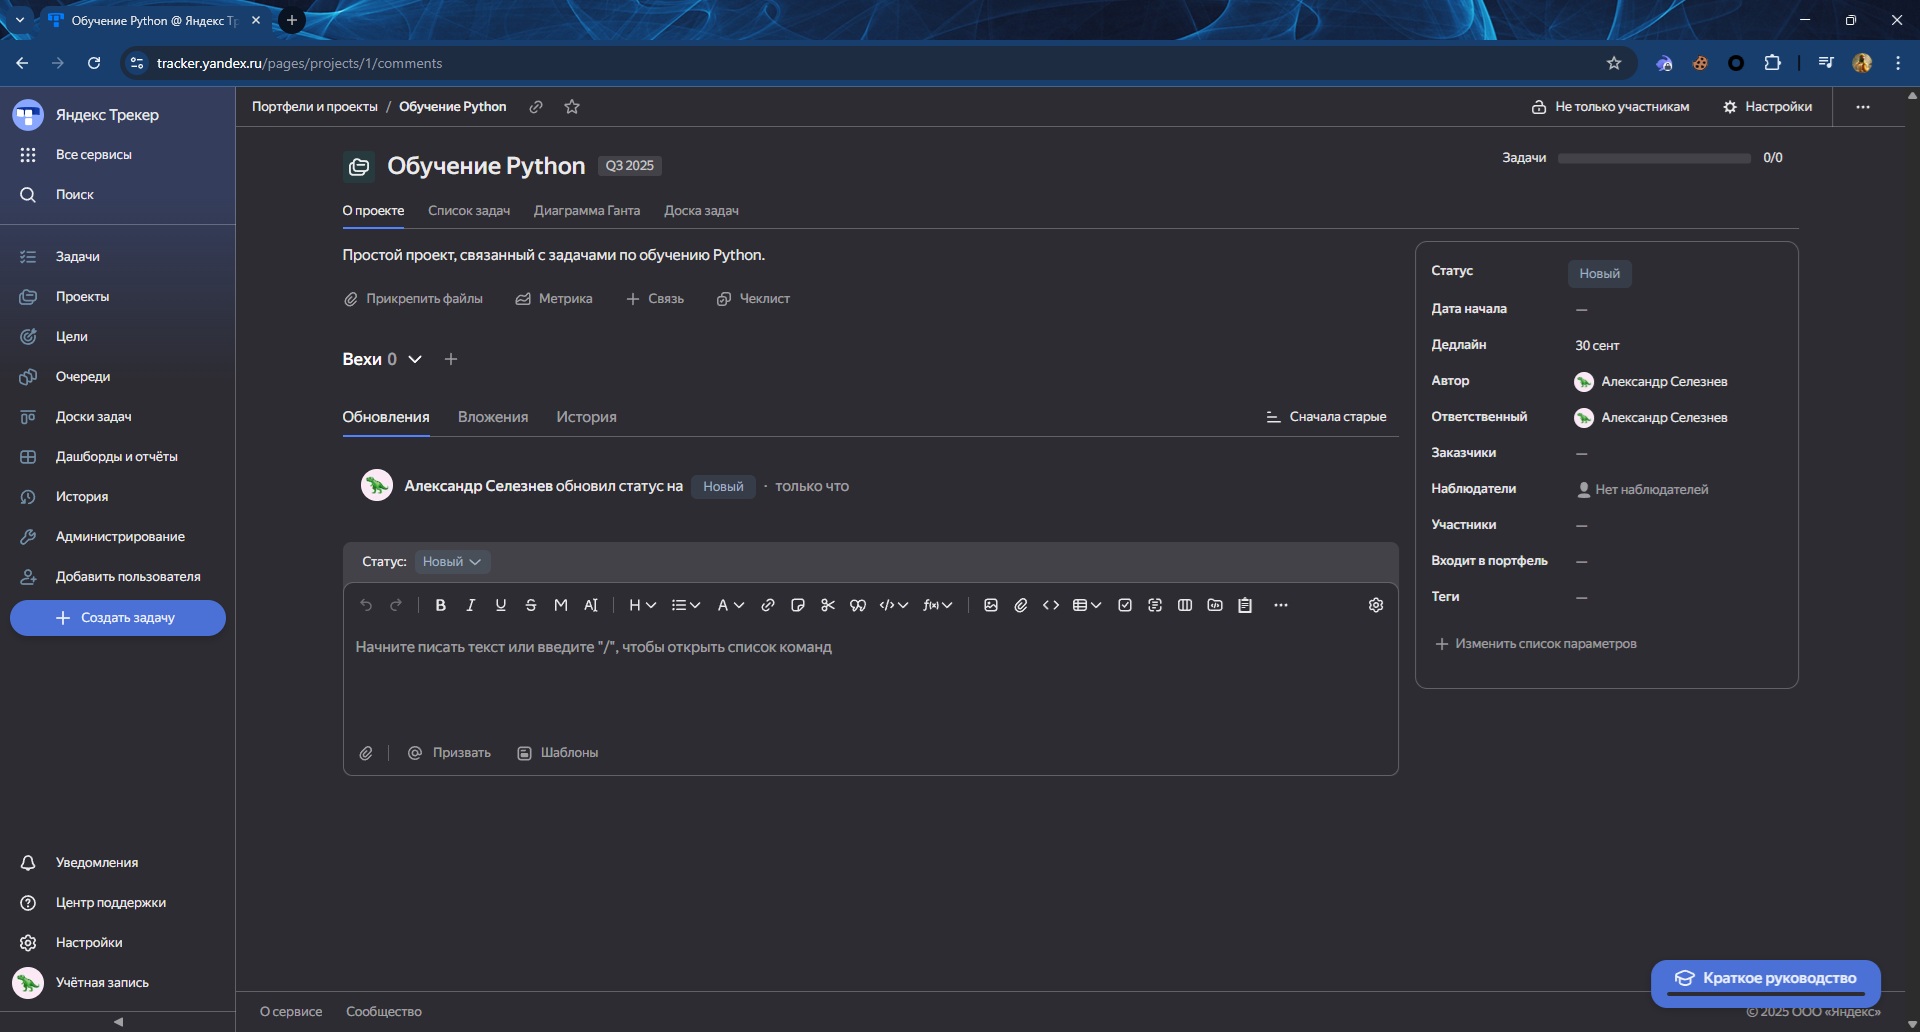 Обучение Python @ Яндекс Тр
tracker.yandex.ru/pages/projects/1/comments
Яндекс Трекер
Все сервисы
Поиск
Задачи
Проекты
Цели
Очереди
Доски задач
Дашборды и отчёты
История
Администрирование
Добавить пользователя
Создать задачу
Уведомления
Центр поддержки
Настройки
Учётная запись
Портфели и проекты / Обучение Python
Не только участникам
Настройки
Обучение Python Q3 2025
Задачи 0/0
О проекте Список задач Диаграмма Ганта Доска задач
Простой проект, связанный с задачами по обучению Python.
Прикрепить файлы Метрика Связь Чеклист
Вехи 0
Обновления Вложения История Сначала старые
Александр Селезнев обновил статус на Новый · только что
Статус: Новый
Начните писать текст или введите "/", чтобы открыть список команд
Призвать Шаблоны
Статус Новый
Дата начала —
Дедлайн 30 сент
Автор Александр Селезнев
Ответственный Александр Селезнев
Заказчики —
Наблюдатели Нет наблюдателей
Участники —
Входит в портфель —
Теги —
Изменить список параметров
Краткое руководство
О сервисе Сообщество
© 2025 ООО «Яндекс»